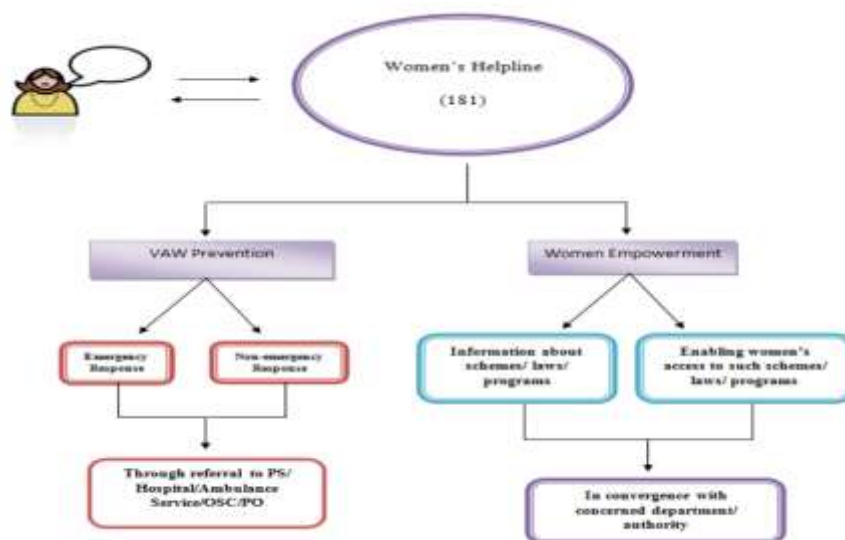 Women's Helpline
(181)
VAW Prevention
Women Empowerment
Emergency
Response
Non-emergency
Response
Information about
schemes/ laws/
programs
Enabling women's
access to such schemes/
laws/ programs
Through referral to PS/
Hospital/Ambulance
Service/OSC/PO
In convergence with
concerned department/
authority